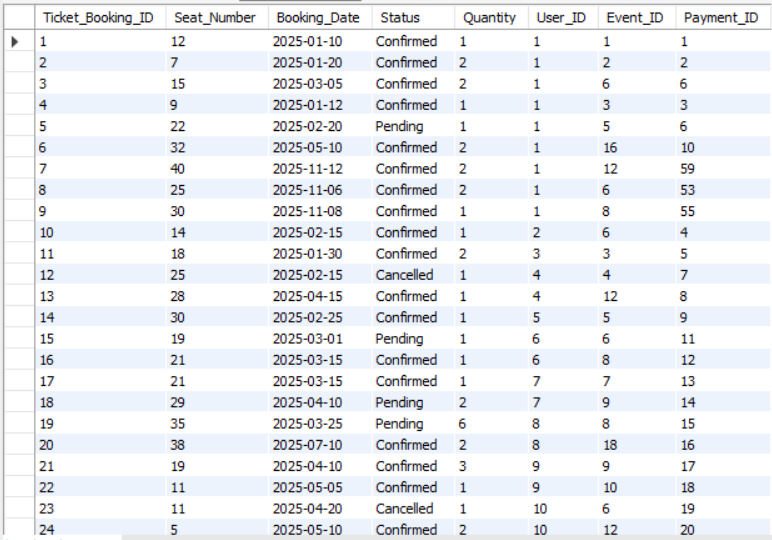 Ticket_Booking_ID Seat_Number Booking_Date Status Quantity User_ID Event_ID Payment_ID
1 12 2025-01-10 Confirmed 1 1 1 1
2 7 2025-01-20 Confirmed 2 1 2 2
3 15 2025-03-05 Confirmed 2 1 6 6
4 9 2025-01-12 Confirmed 1 1 3 3
5 22 2025-02-20 Pending 1 1 5 6
6 32 2025-05-10 Confirmed 2 1 16 10
7 40 2025-11-12 Confirmed 2 1 12 59
8 25 2025-11-06 Confirmed 2 1 6 53
9 30 2025-11-08 Confirmed 1 1 8 55
10 14 2025-02-15 Confirmed 1 2 6 4
11 18 2025-01-30 Confirmed 2 3 3 5
12 25 2025-02-15 Cancelled 1 4 4 7
13 28 2025-04-15 Confirmed 1 4 12 8
14 30 2025-02-25 Confirmed 1 5 5 9
15 19 2025-03-01 Pending 1 6 6 11
16 21 2025-03-15 Confirmed 1 6 8 12
17 21 2025-03-15 Confirmed 1 7 7 13
18 29 2025-04-10 Pending 2 7 9 14
19 35 2025-03-25 Pending 6 8 8 15
20 38 2025-07-10 Confirmed 2 8 18 16
21 19 2025-04-10 Confirmed 3 9 9 17
22 11 2025-05-05 Confirmed 1 9 10 18
23 11 2025-04-20 Cancelled 1 10 6 19
24 5 2025-05-10 Confirmed 2 10 12 20